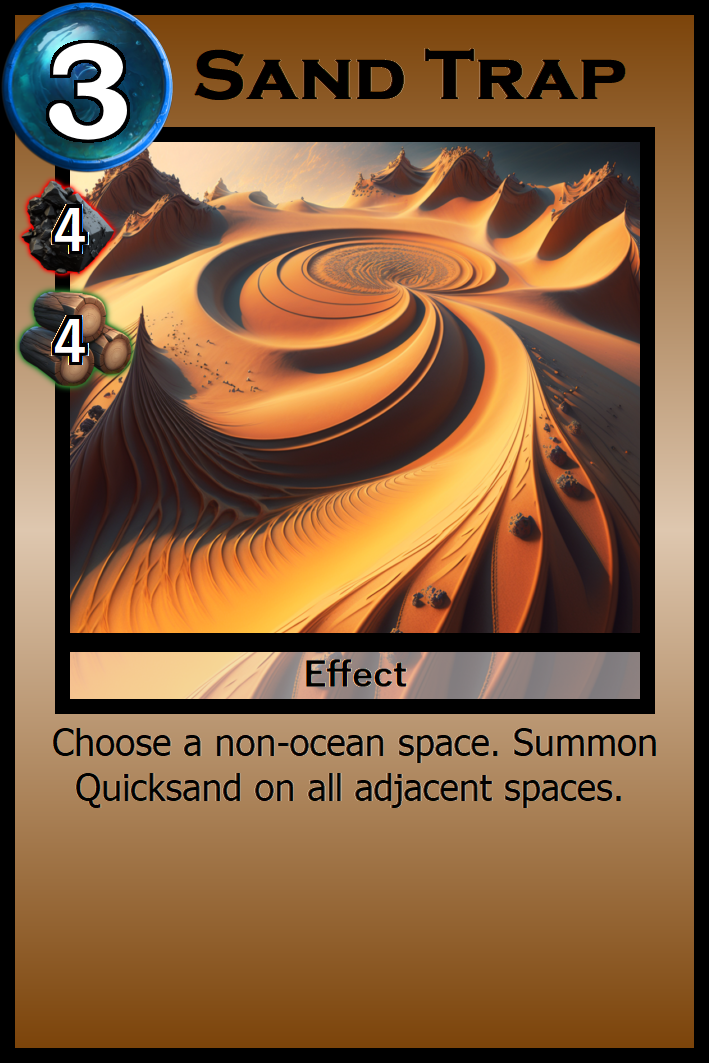 3
Sand Trap
4
4
Effect
Choose a non-ocean space. Summon
Quicksand on all adjacent spaces.